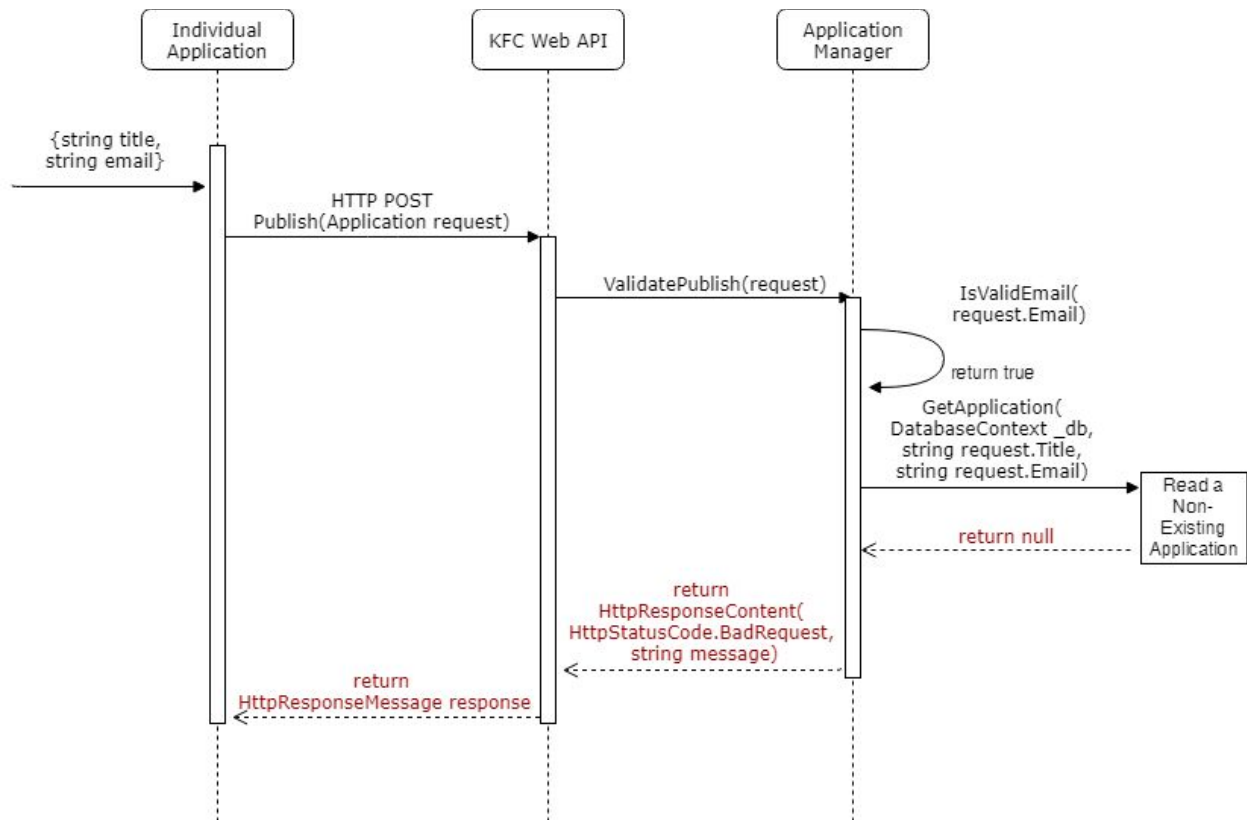 Individual
Application
KFC Web API
Application
Manager
{string title,
string email}
HTTP POST
Publish(Application request)
ValidatePublish(request)
IsValidEmail(
request.Email)
return true
GetApplication(
DatabaseContext _db,
string request.Title,
string request.Email)
Read a
Non-
Existing
Application
return null
return
HttpResponseContent(
HttpStatusCode.BadRequest,
string message)
return
HttpResponseMessage response